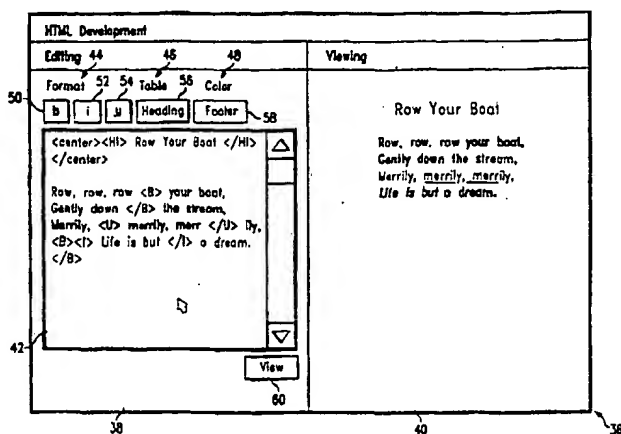 HTML Development
Editing 44
Viewing
46
48
Format 52 54 Table 56 Color
50
b i u Heading Footer
58
<center><H1> Row Your Boat </H1>
</center>
Row, row, row <B> your boat,
Gently down </B> the stream,
Merrily, <U> merrily, merr </U> ily,
<B><I> Life is but </I> a dream.
</B>
42
View
60
Row Your Boat
Row, row, row your boat,
Gently down the stream,
Merrily, merrily, merrily,
Life is but a dream.
38
40
36